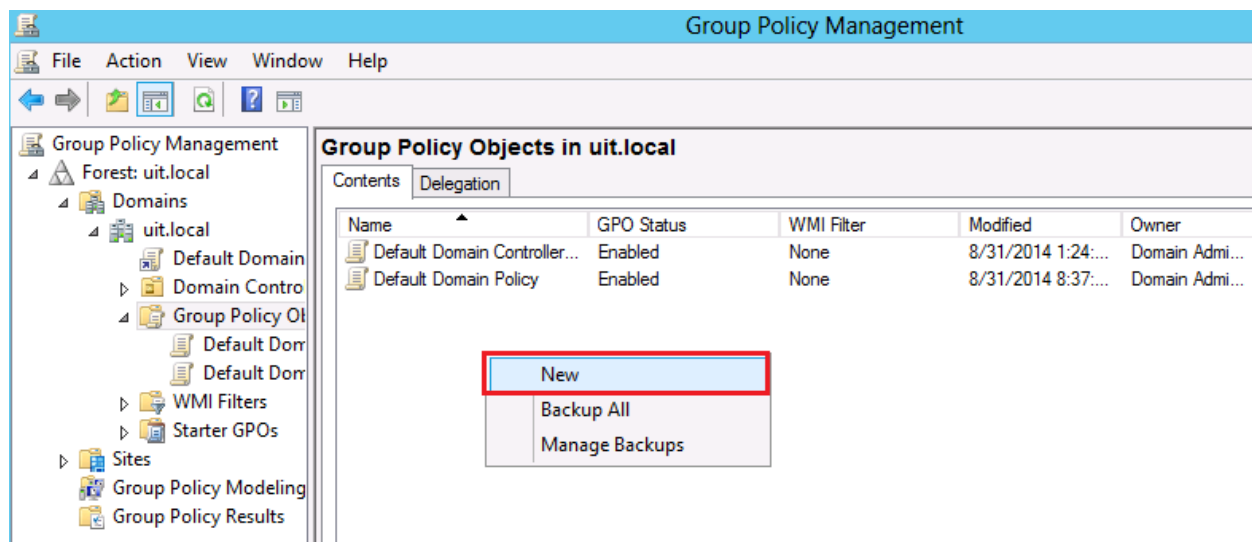 Group Policy Management
File Action View Window Help
Group Policy Management
Forest: uit.local
Domains
uit.local
Default Domain
Domain Contro
Group Policy Ob
Default Dom
Default Dom
WMI Filters
Starter GPOs
Sites
Group Policy Modeling
Group Policy Results
Group Policy Objects in uit.local
Contents Delegation
Name GPO Status WMI Filter Modified Owner
Default Domain Controller... Enabled None 8/31/2014 1:24:... Domain Admi...
Default Domain Policy Enabled None 8/31/2014 8:37:... Domain Admi...
New
Backup All
Manage Backups